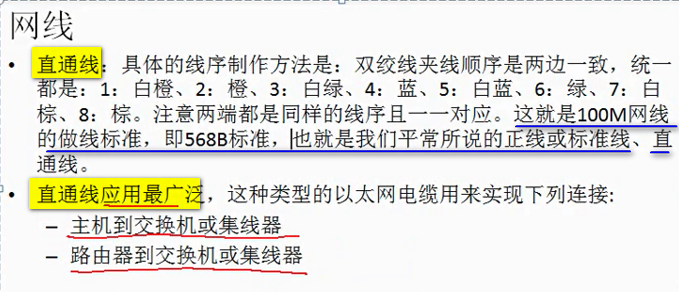 网线
• 直通线：具体的线序制作方法是：双绞线夹线顺序是两边一致，统一
都是：1：白橙、2：橙、3：白绿、4：蓝、5：白蓝、6：绿、7：白
棕、8：棕。注意两端都是同样的线序且一一对应。这就是100M网线
的做线标准，即568B标准，也就是我们平常所说的正线或标准线、直
通线。
• 直通线应用最广泛，这种类型的以太网电缆用来实现下列连接:
– 主机到交换机或集线器
– 路由器到交换机或集线器